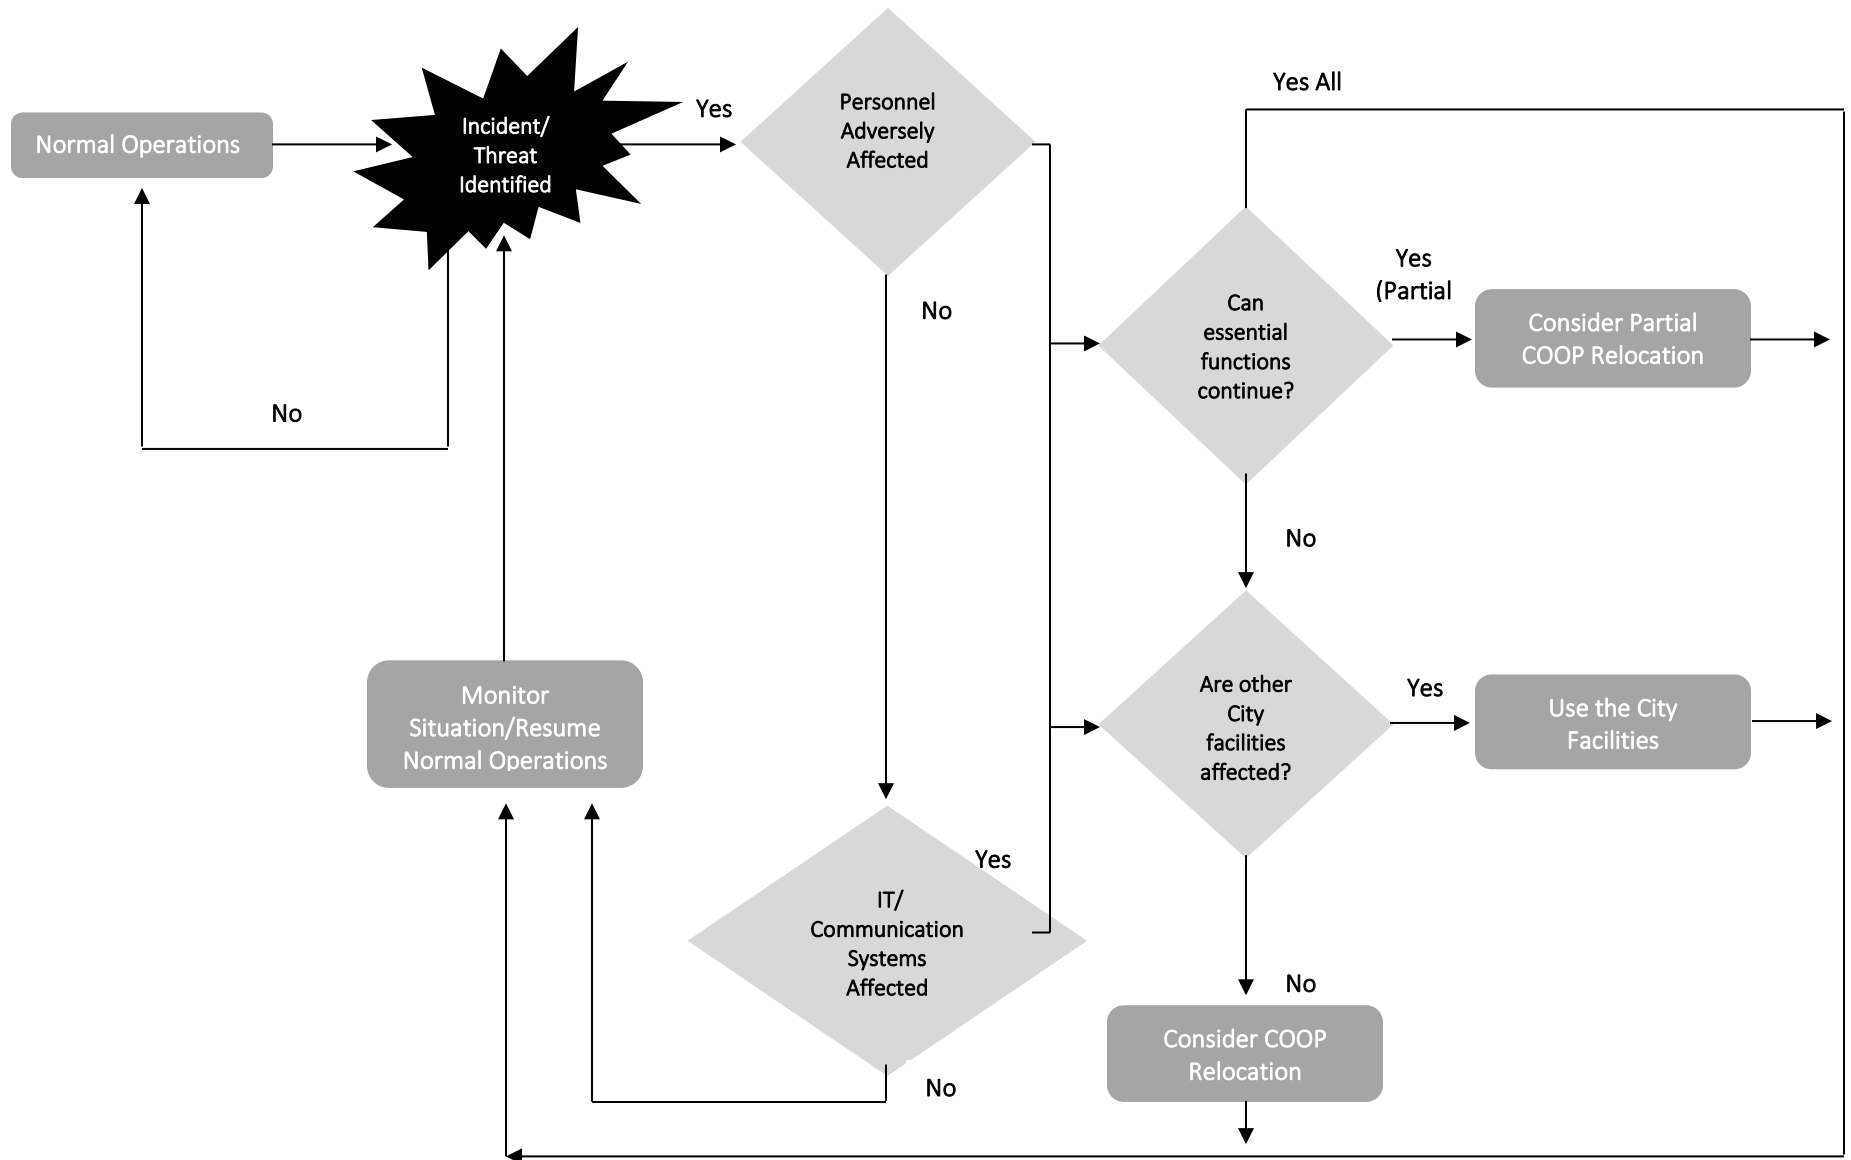 Normal Operations
Incident/
Threat
Identified
Yes
Personnel
Adversely
Affected
Yes All
No
No
Can
essential
functions
continue?
Yes
(Partial
Consider Partial
COOP Relocation
No
Monitor
Situation/Resume
Normal Operations
Are other
City
facilities
affected?
Yes
Use the City
Facilities
Yes
IT/
Communication
Systems
Affected
No
No
Consider COOP
Relocation